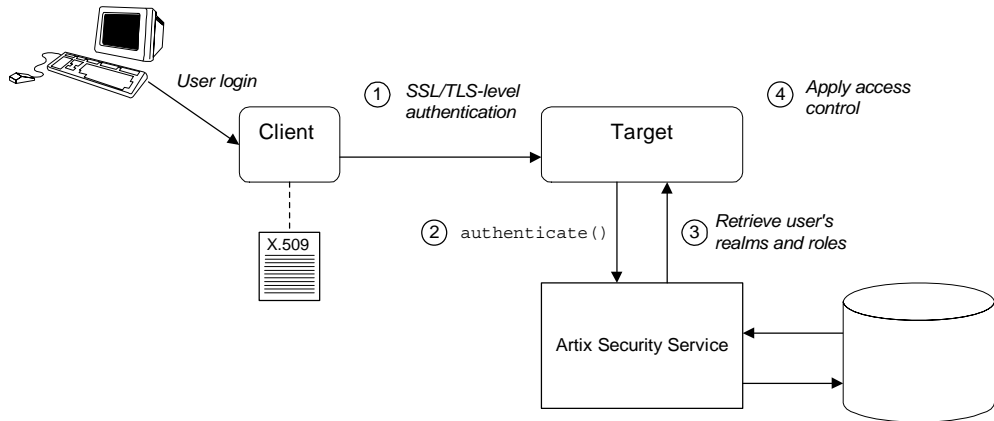 User login
1 SSL/TLS-level
authentication
4 Apply access
control
Client
Target
X.509
2 authenticate()
3 Retrieve user's
realms and roles
Artix Security Service